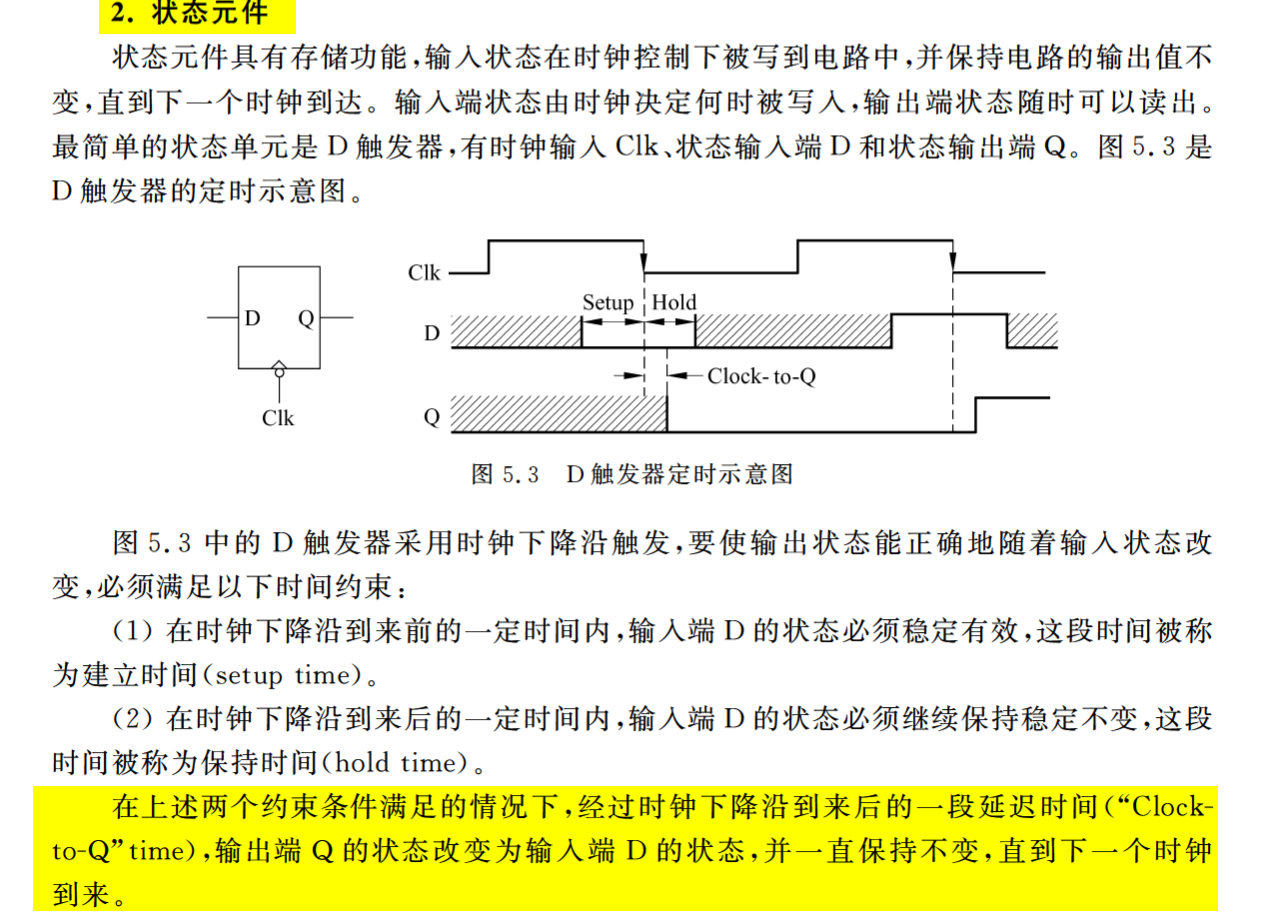 2. 状态元件
状态元件具有存储功能,输入状态在时钟控制下被写到电路中,并保持电路的输出值不
变,直到下一个时钟到达。输入端状态由时钟决定何时被写入,输出端状态随时可以读出。
最简单的状态单元是 D 触发器,有时钟输入 Clk、状态输入端 D 和状态输出端 Q。图 5.3 是
D 触发器的定时示意图。
D Q
Clk
Clk
Setup Hold
D
Clock-to-Q
Q
图 5.3 D 触发器定时示意图
图 5.3 中的 D 触发器采用时钟下降沿触发,要使输出状态能正确地随着输入状态改
变,必须满足以下时间约束:
(1) 在时钟下降沿到来前的一定时间内,输入端 D 的状态必须稳定有效,这段时间被称
为建立时间(setup time)。
(2) 在时钟下降沿到来后的一定时间内,输入端 D 的状态必须继续保持稳定不变,这段
时间被称为保持时间(hold time)。
在上述两个约束条件满足的情况下,经过时钟下降沿到来后的一段延迟时间(“Clock-
to-Q”time),输出端 Q 的状态改变为输入端 D 的状态,并一直保持不变,直到下一个时钟
到来。